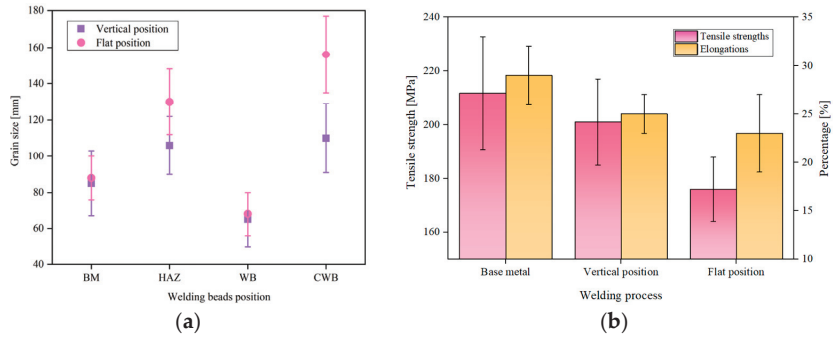 Vertical position
Flat position
Grain size [mm]
180
160
140
120
100
80
60
40
BM
HAZ
WB
CWB
Welding beads position
(a)
Tensile strengths
Elongations
Tensile strength [MPa]
240
220
200
180
160
Percentage [%]
35
30
25
20
15
10
Base metal
Vertical position
Flat position
Welding process
(b)